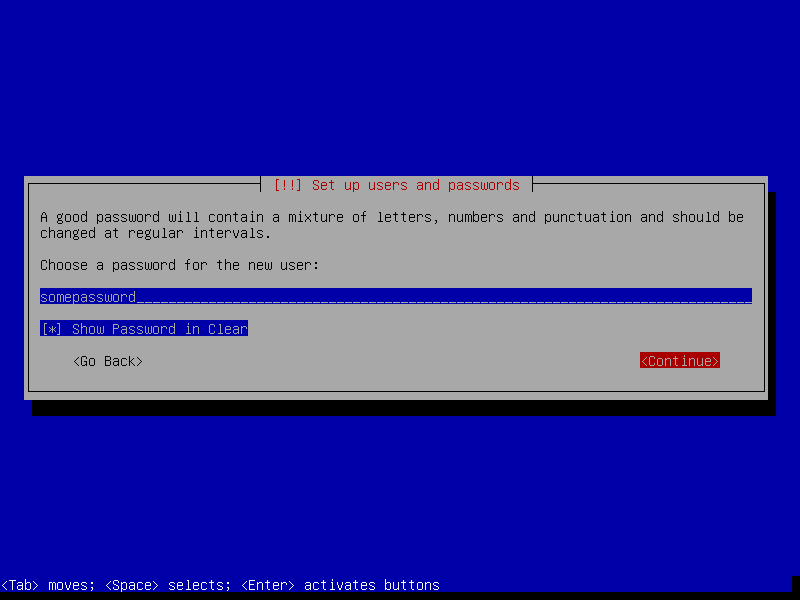 [!!] Set up users and passwords
A good password will contain a mixture of letters, numbers and punctuation and should be
changed at regular intervals.
Choose a password for the new user:
somepassword
[*] Show Password in Clear
<Go Back> <Continue>
<Tab> moves; <Space> selects; <Enter> activates buttons